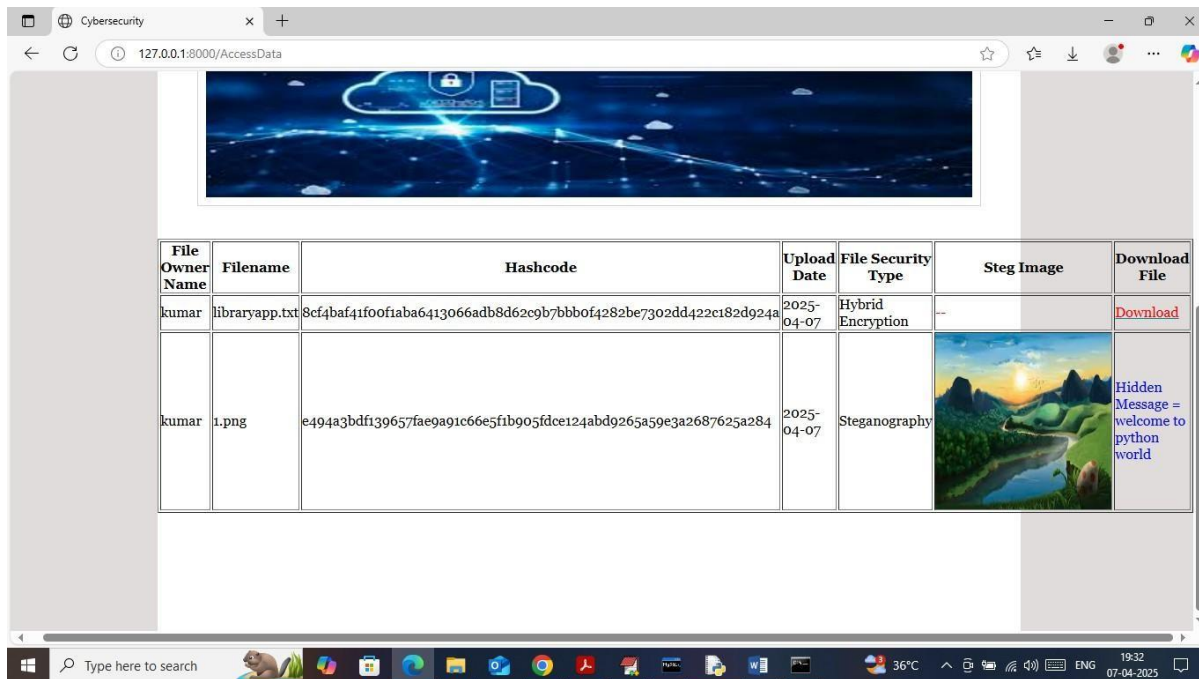 Cybersecurity
127.0.0.1:8000/AccessData
File Owner Name Filename Hashcode Upload Date File Security Type Steg Image Download File
kumar libraryapp.txt 8cf4baf41f00f1aba6413066adb8d62c9b7bbb0f4282be7302dd422c182d924a 2025-04-07 Hybrid Encryption -- Download
kumar 1.png e494a3bdf139657fae9a91c66e5f1b905fdce124abd9265a59e3a2687625a284 2025-04-07 Steganography Hidden Message = welcome to python world
Type here to search 3 36°C ENG 19:32
07-04-2025